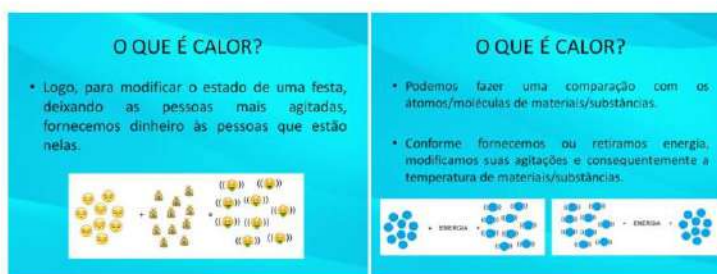 O QUE É CALOR?
• Logo, para modificar o estado de uma festa,
deixando as pessoas mais agitadas,
fornecemos dinheiro às pessoas que estão
nelas.
O QUE É CALOR?
• Podemos fazer uma comparação com os
átomos/moléculas de materiais/substâncias.
• Conforme fornecemos ou retiramos energia,
modificamos suas agitações e consequentemente a
temperatura de materiais/substâncias.
+ ENERGIA =
- ENERGIA =